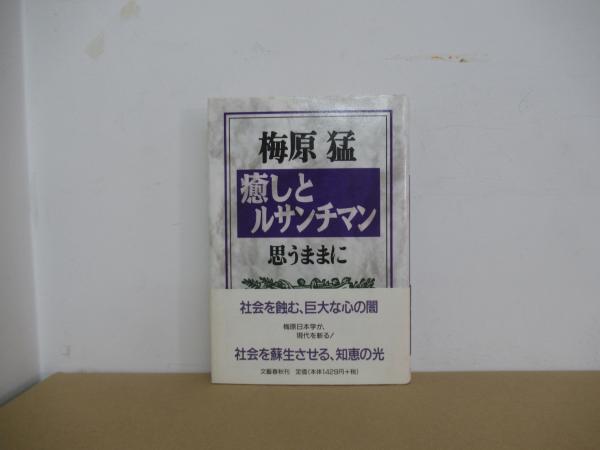 梅原 猛
癒しと
ルサンチマン
思うままに
社会を蝕む、巨大な心の闇
梅原日本学が、
現代を斬る!
社会を蘇生させる、知恵の光
文藝春秋刊 定価(本体1429円+税)